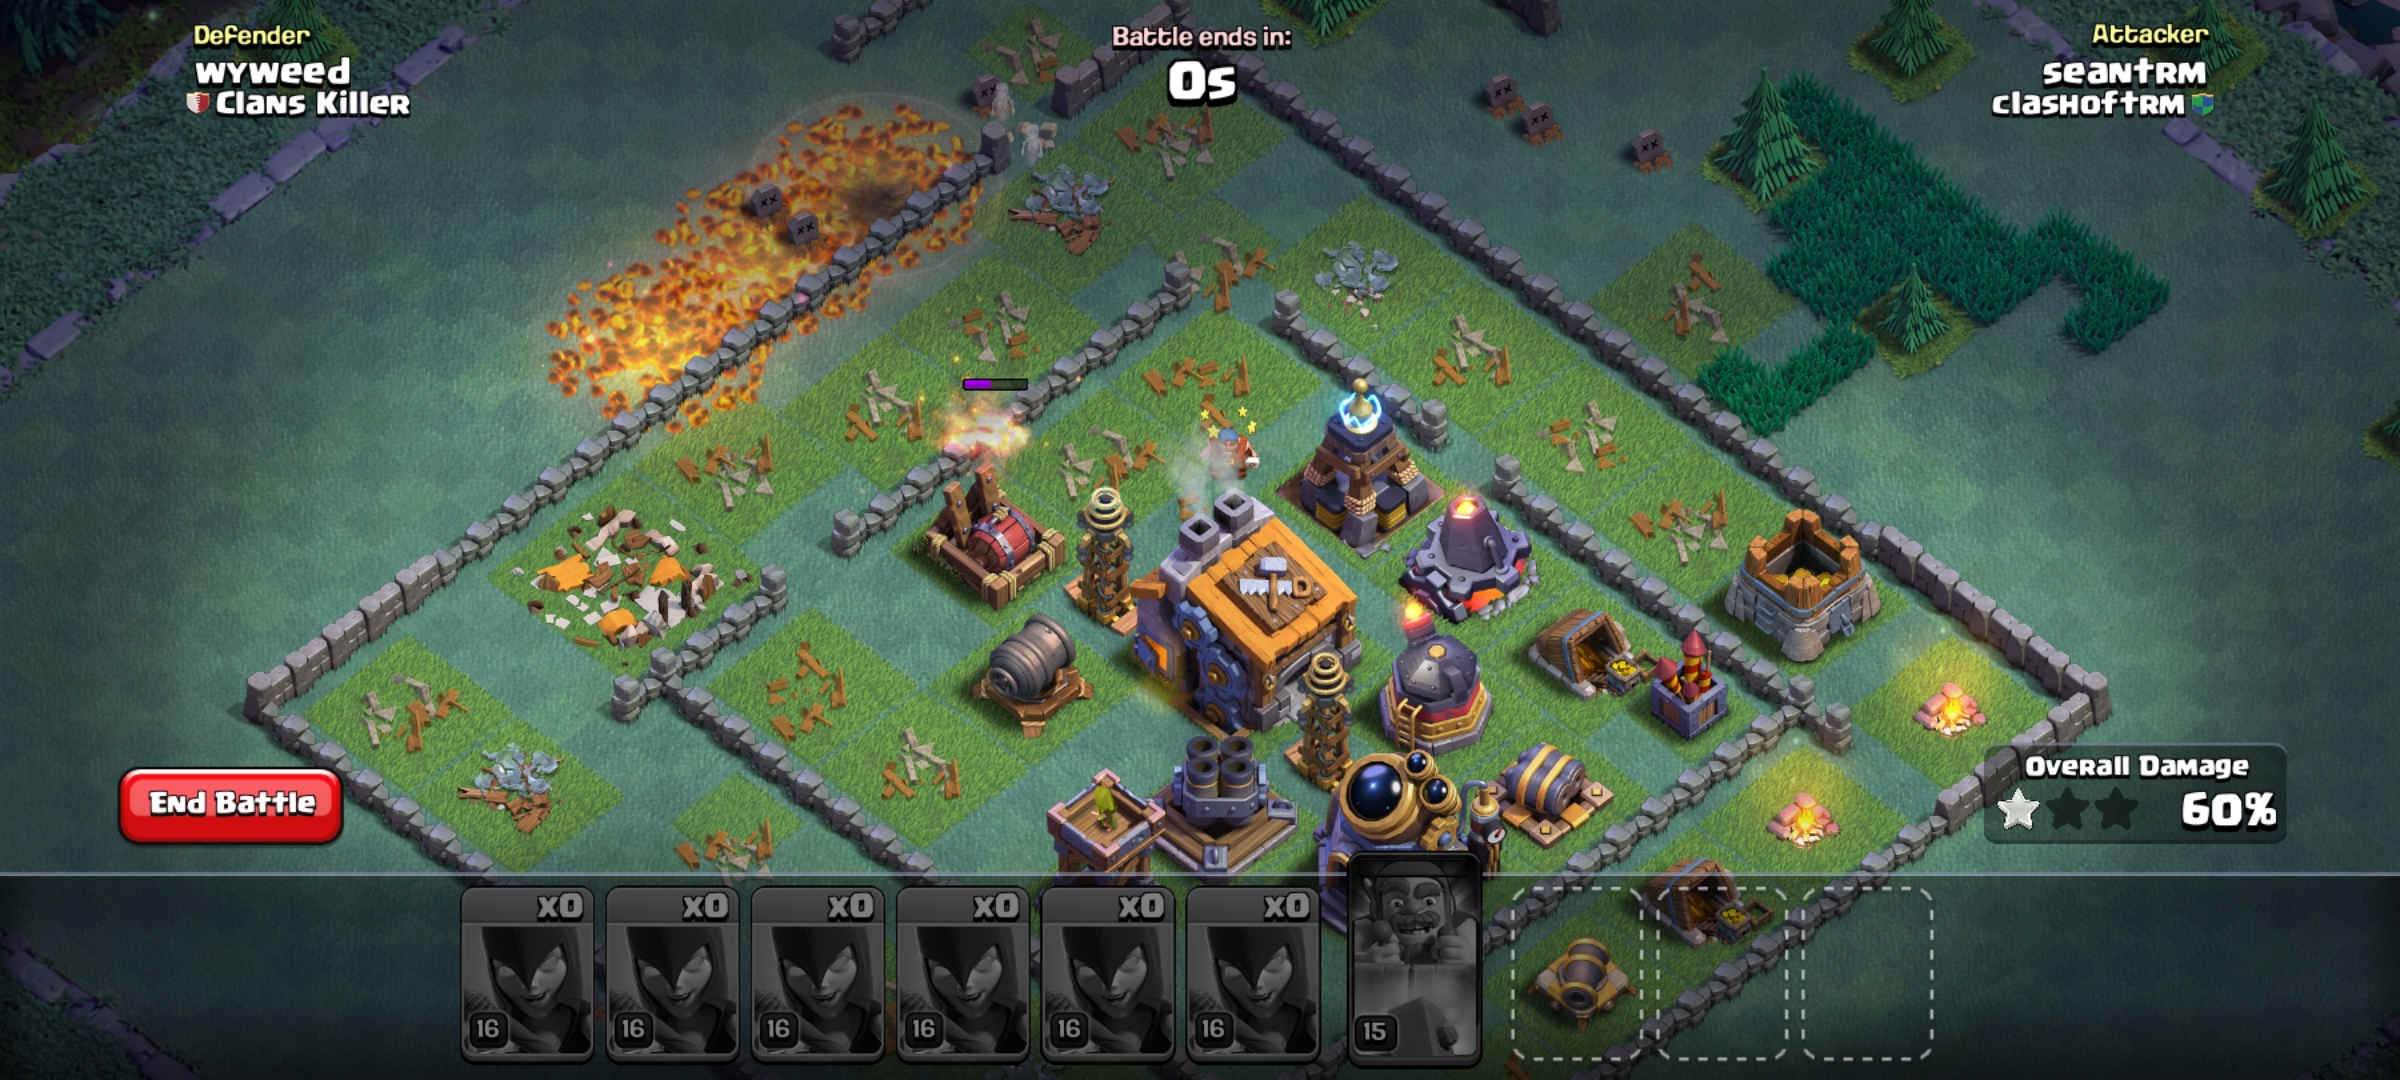 Defender
wyweed
Clans Killer
Battle ends in:
0s
Attacker
seantrm
clashoftrm
End Battle
Overall Damage
60%
x0
x0
x0
x0
x0
x0
16
16
16
16
16
16
15